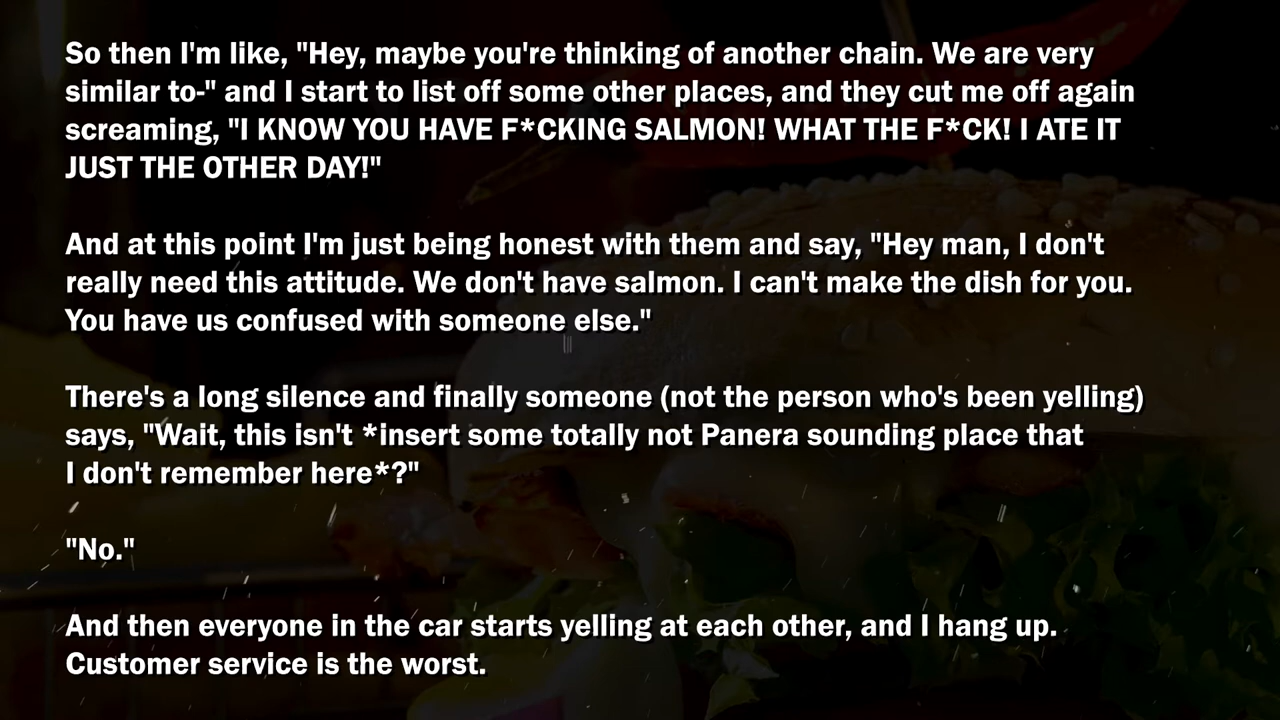 So then I'm like, "Hey, maybe you're thinking of another chain. We are very
similar to-" and I start to list off some other places, and they cut me off again
screaming, "I KNOW YOU HAVE F*CKING SALMON! WHAT THE F*CK! I ATE IT
JUST THE OTHER DAY!"
And at this point I'm just being honest with them and say, "Hey man, I don't
really need this attitude. We don't have salmon. I can't make the dish for you.
You have us confused with someone else."
There's a long silence and finally someone (not the person who's been yelling)
says, "Wait, this isn't *insert some totally not Panera sounding place that
I don't remember here*?"
"No."
And then everyone in the car starts yelling at each other, and I hang up.
Customer service is the worst.